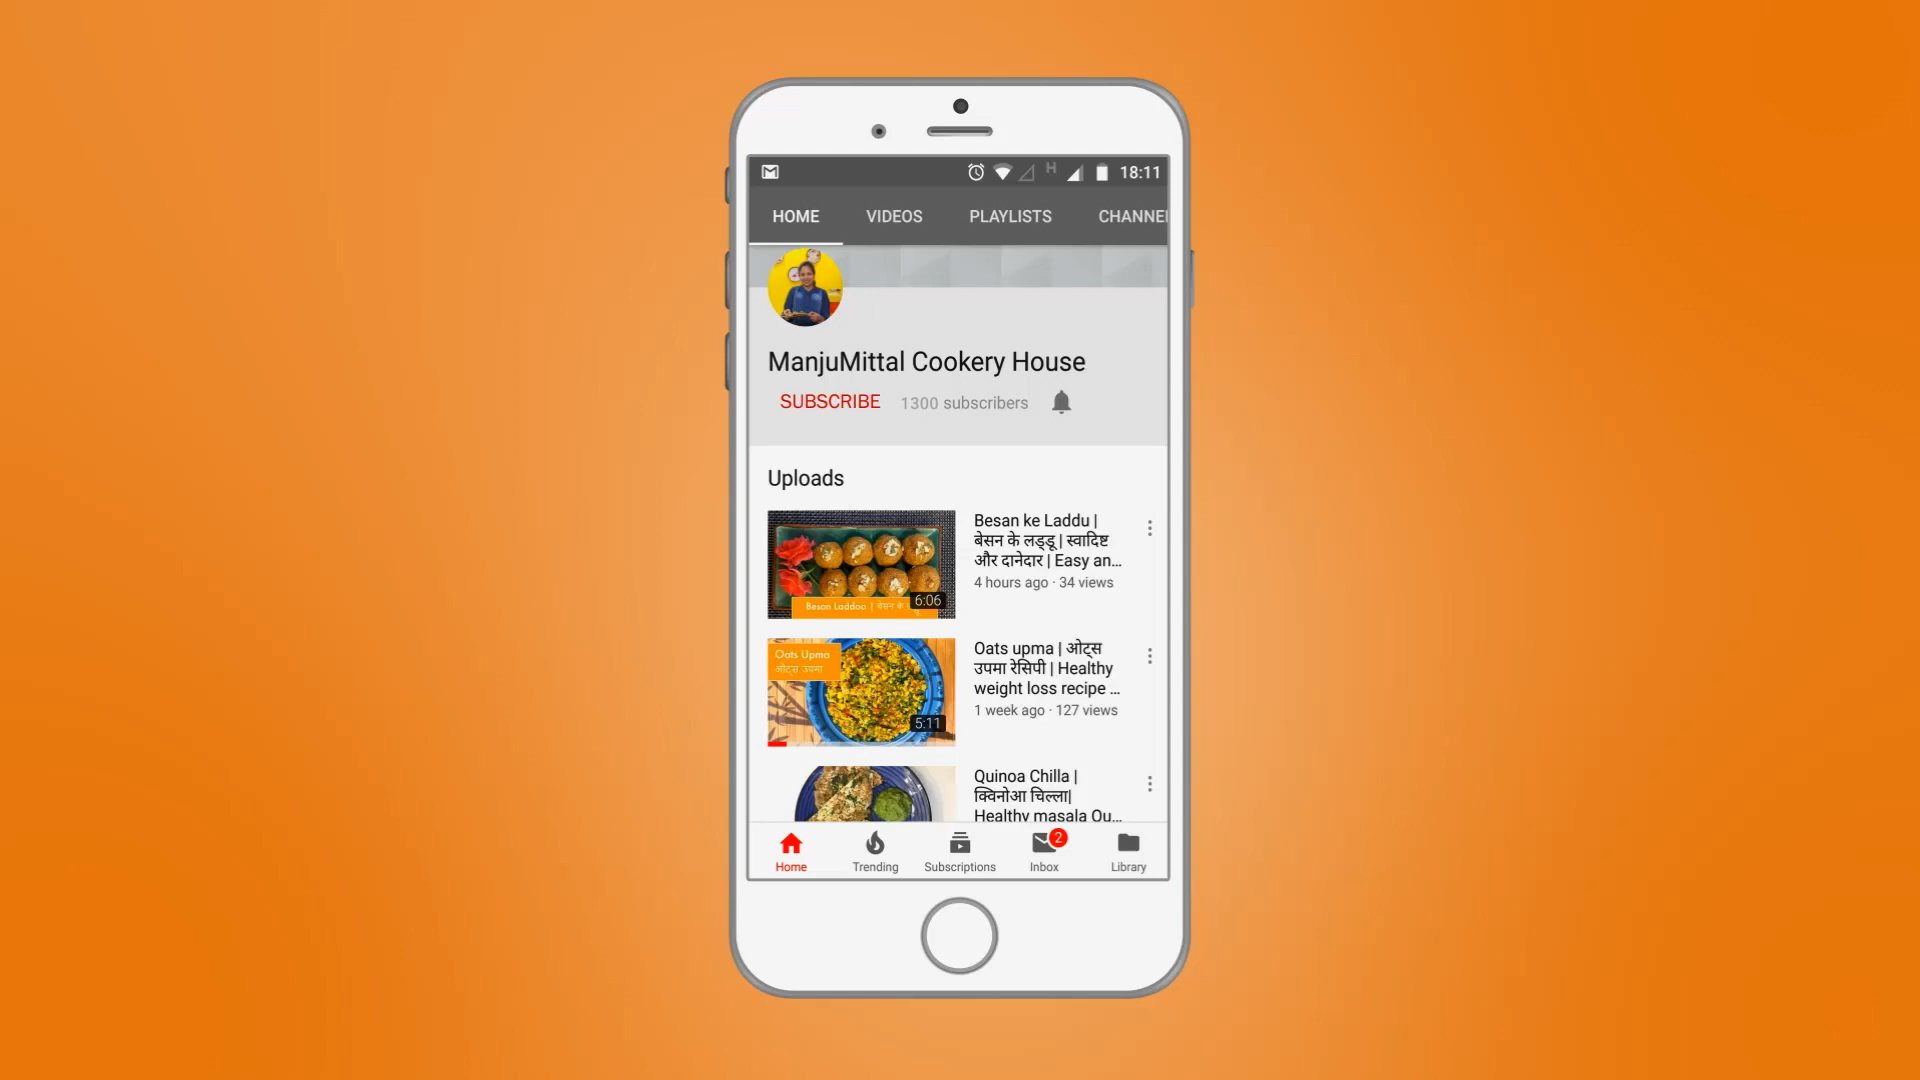 H 18:11
HOME VIDEOS PLAYLISTS CHANNEL
ManjuMittal Cookery House
SUBSCRIBE 1300 subscribers
Uploads
Besan ke Laddu |
बेसन के लड्डू | स्वादिष्ट
और दानेदार | Easy an...
4 hours ago · 34 views
6:06
Besan Laddoo | बेसन के
Oats upma | ओट्स
उपमा रेसिपी | Healthy
weight loss recipe ...
1 week ago · 127 views
Oats Upma
ओट्स उपमा
5:11
Quinoa Chilla |
क्विनोआ चिल्ला|
Healthy masala Qu...
2
Home Trending Subscriptions Inbox Library